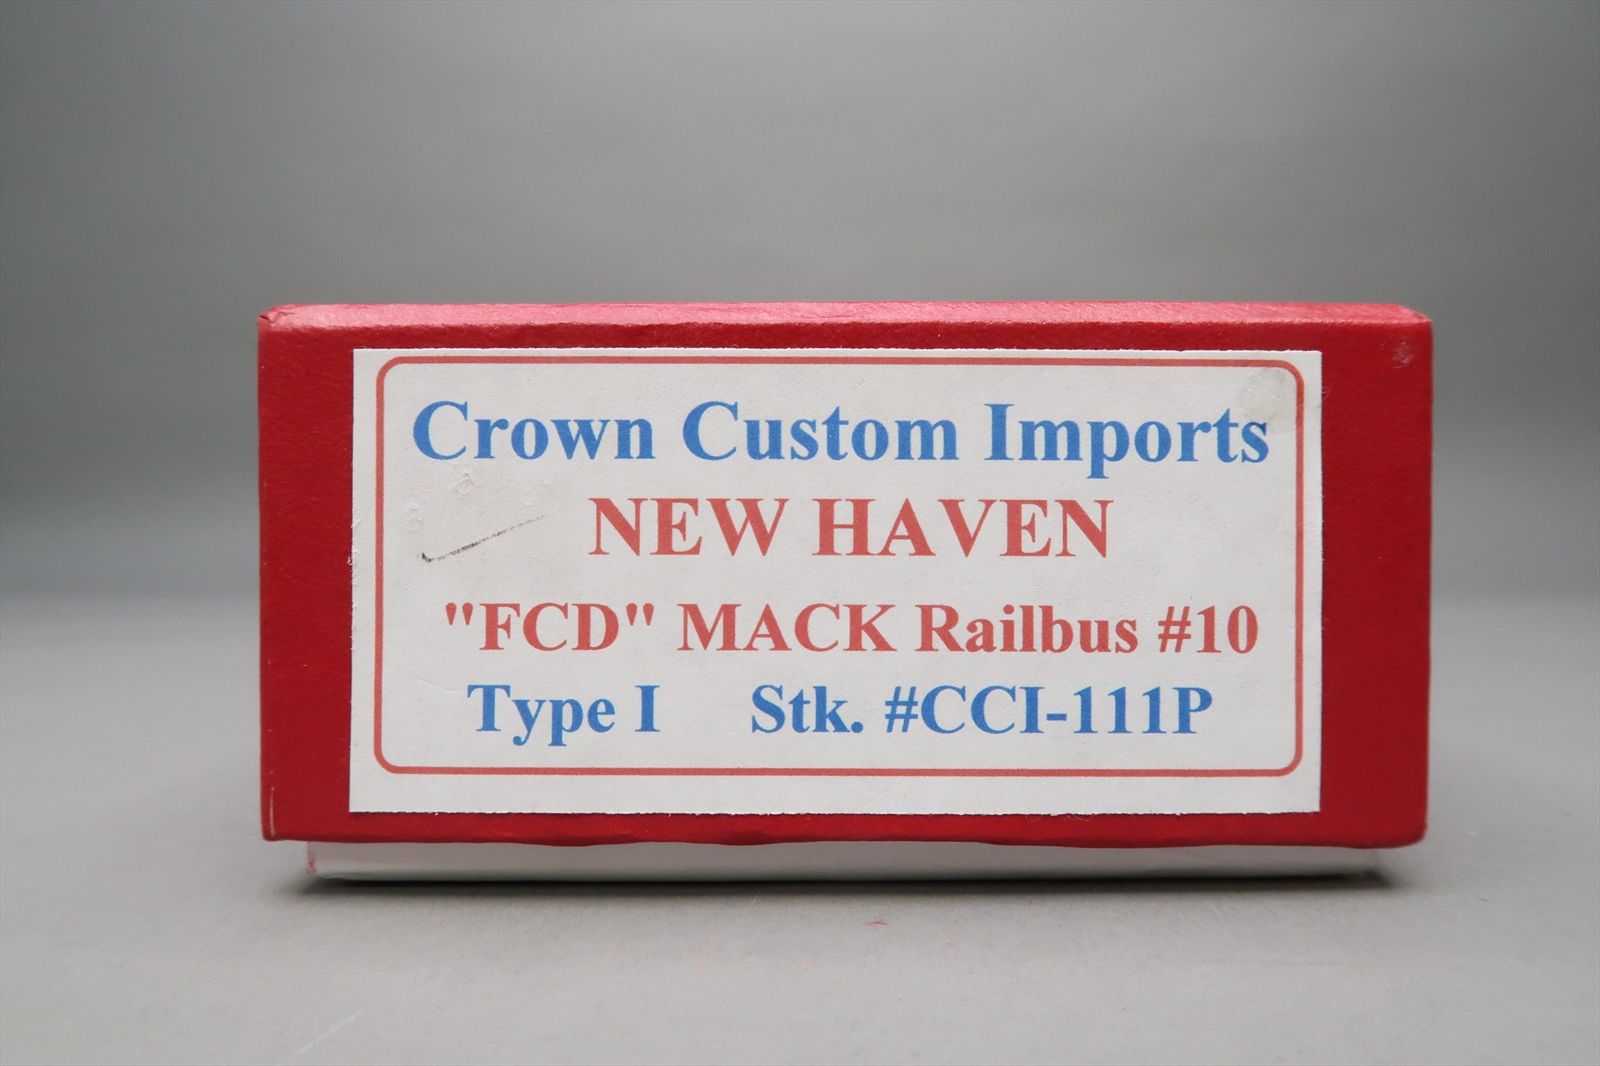 Crown Custom Imports
NEW HAVEN
"FCD" MACK Railbus #10
Type I Stk. #CCI-111P